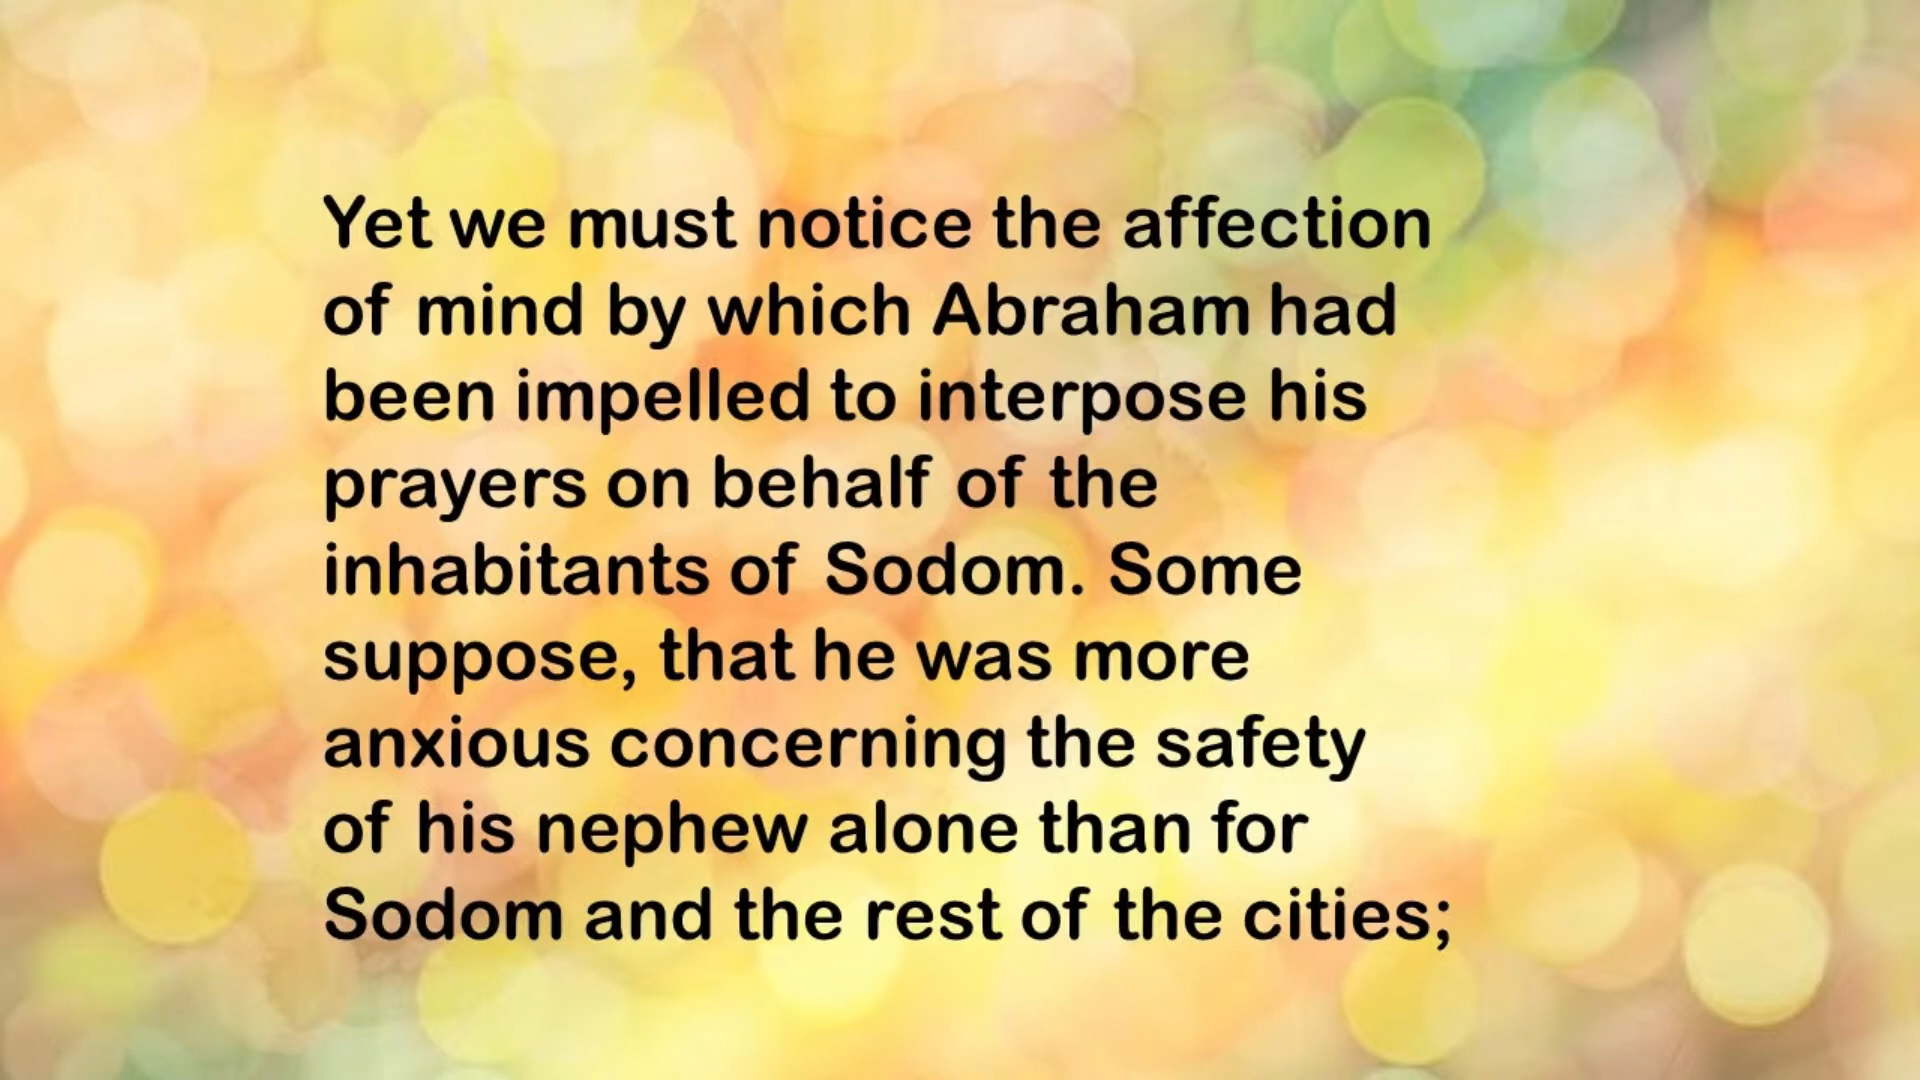 Yet we must notice the affection
of mind by which Abraham had
been impelled to interpose his
prayers on behalf of the
inhabitants of Sodom. Some
suppose, that he was more
anxious concerning the safety
of his nephew alone than for
Sodom and the rest of the cities;